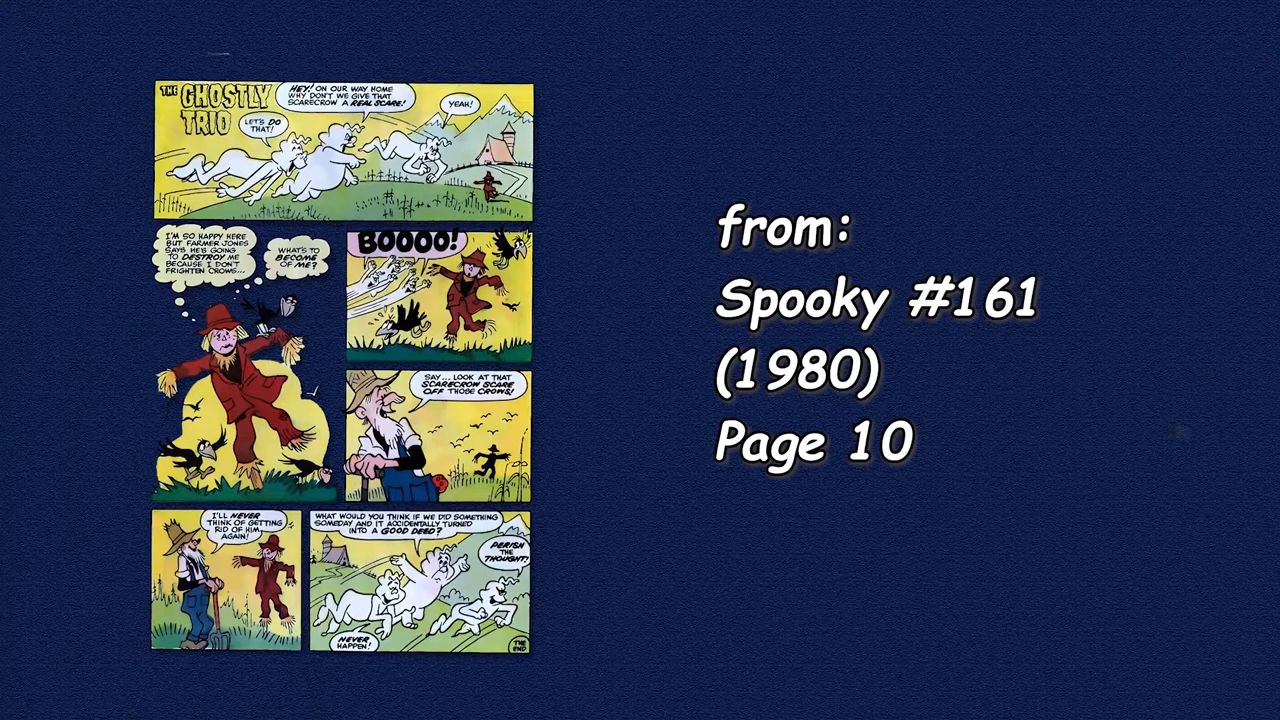 THE
GHOSTLY
TRIO
HEY! ON OUR WAY HOME
WHY DON'T WE GIVE THAT
SCARECROW A REAL SCARE!
LET'S DO
THAT!
YEAH!
I'M SO HAPPY HERE
BUT FARMER JONES
SAYS HE'S GOING
TO DESTROY ME
BECAUSE I DON'T
FRIGHTEN CROWS...
WHAT'S TO
BECOME
OF ME?
BOOOO!
SAY... LOOK AT THAT
SCARECROW SCARE
OFF THOSE CROWS!
I'LL NEVER
THINK OF GETTING
RID OF HIM
AGAIN!
WHAT WOULD YOU THINK IF WE DID SOMETHING
SOMEDAY AND IT ACCIDENTALLY TURNED
INTO A GOOD DEED?
PERISH
THE
THOUGHT!
NEVER
HAPPEN!
THE
END
from:
Spooky #161
(1980)
Page 10